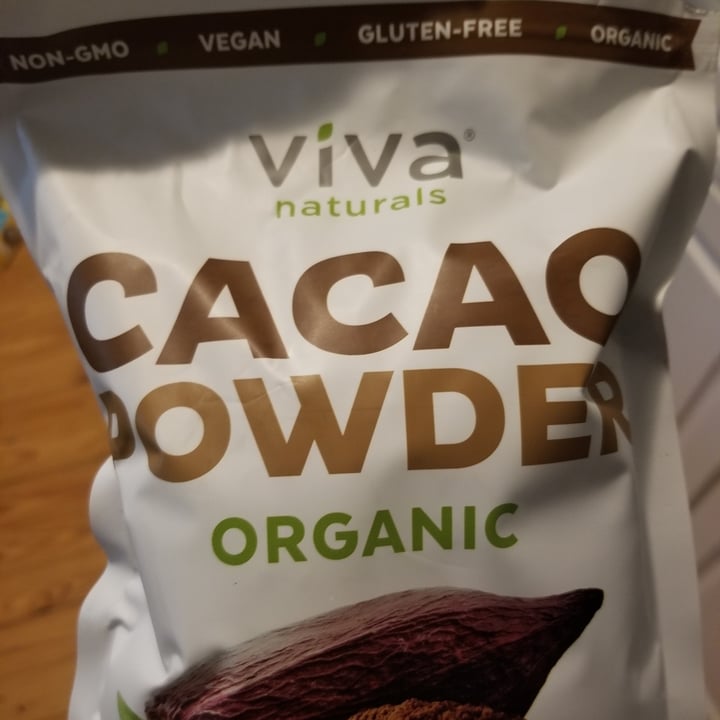 NON-GMO VEGAN GLUTEN-FREE ORGANIC
viva®
naturals
CACAO
POWDER
ORGANIC